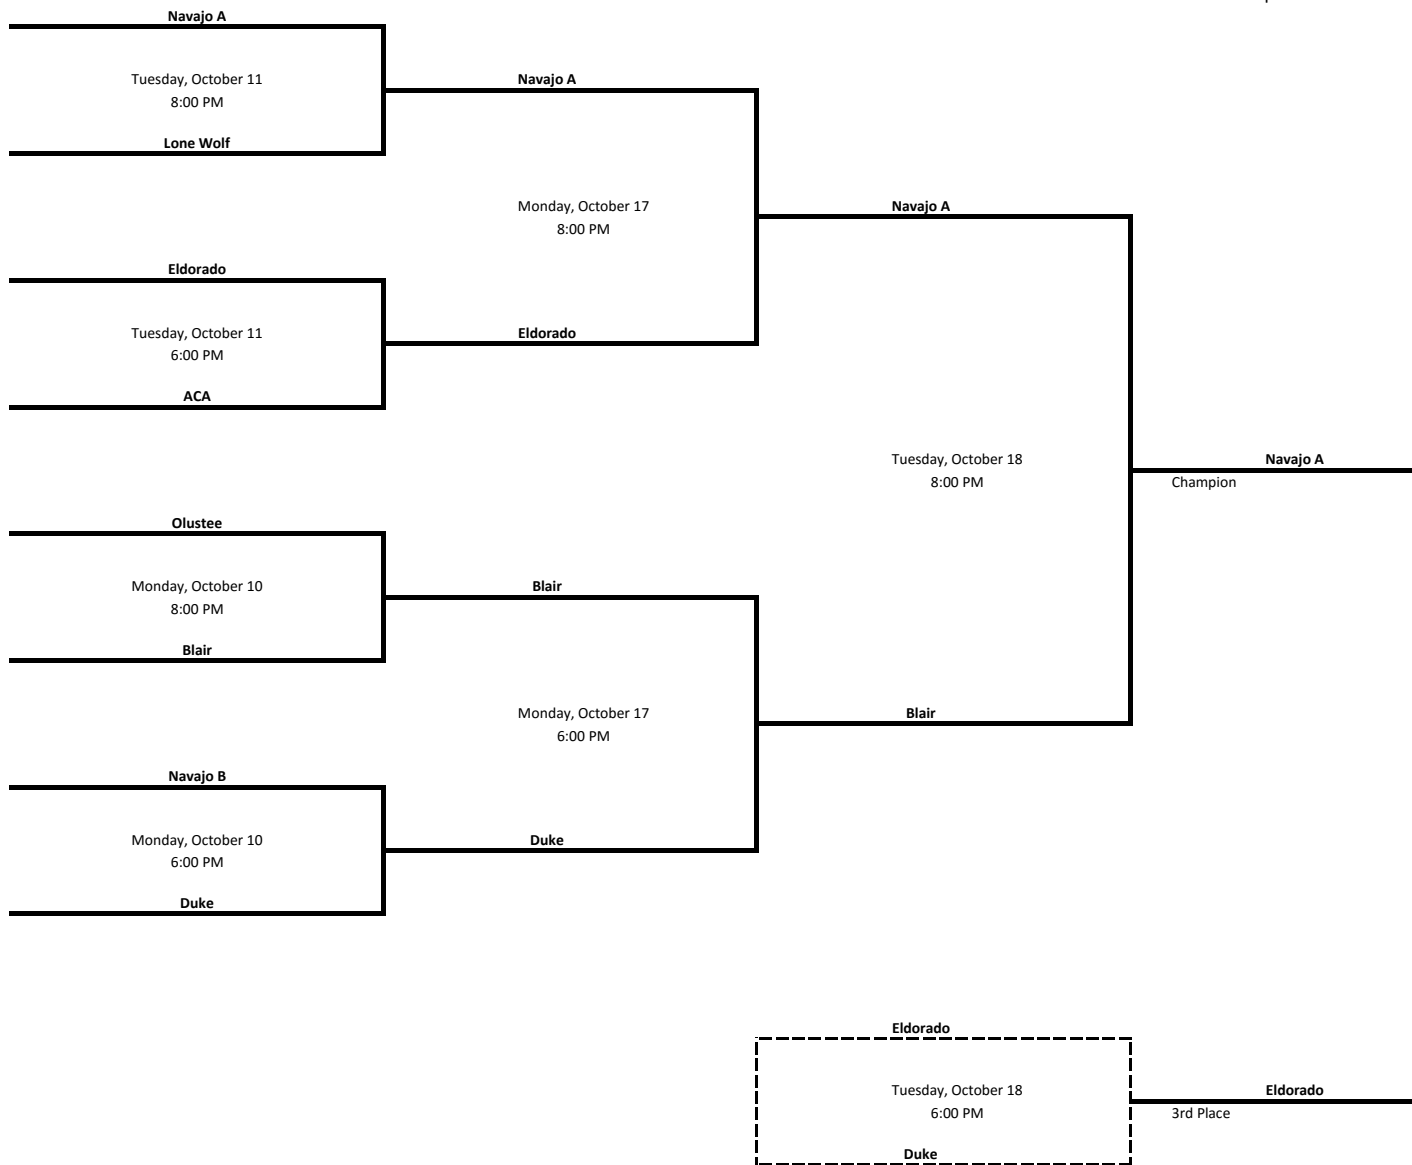 Navajo A
Tuesday, October 11
8:00 PM
Lone Wolf
Navajo A
Monday, October 17
8:00 PM
Eldorado
Tuesday, October 11
6:00 PM
ACA
Eldorado
Navajo A
Tuesday, October 18
8:00 PM
Navajo A
Champion
Olustee
Monday, October 10
8:00 PM
Blair
Blair
Monday, October 17
6:00 PM
Blair
Navajo B
Monday, October 10
6:00 PM
Duke
Duke
Eldorado
Tuesday, October 18
6:00 PM
Duke
Eldorado
3rd Place